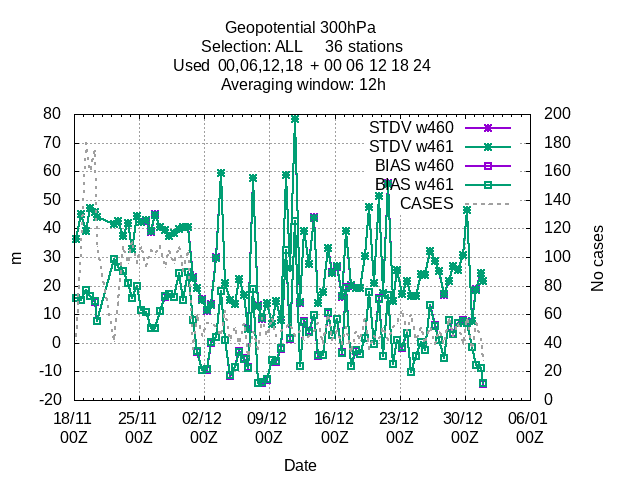 Geopotential 300hPa
Selection: ALL 36 stations
Used 00,06,12,18 + 00 06 12 18 24
Averaging window: 12h
80 200
70 180
60 160
50 140
40 120
30 100
20 80
10 60
0 40
-10 20
-20 0
STDV w460
STDV w461
BIAS w460
BIAS w461
CASES
m
No cases
18/11 25/11 02/12 09/12 16/12 23/12 30/12 06/01
00Z 00Z 00Z 00Z 00Z 00Z 00Z 00Z
Date